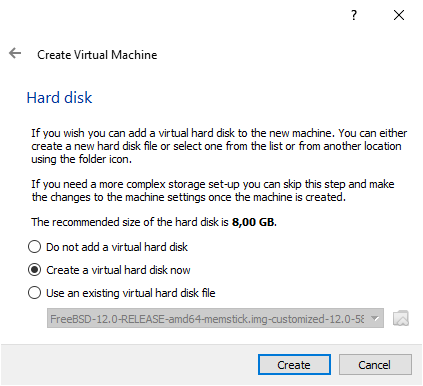 ?
Create Virtual Machine
Hard disk
If you wish you can add a virtual hard disk to the new machine. You can either
create a new hard disk file or select one from the list or from another location
using the folder icon.
If you need a more complex storage set-up you can skip this step and make
the changes to the machine settings once the machine is created.
The recommended size of the hard disk is 8,00 GB.
Do not add a virtual hard disk
Create a virtual hard disk now
Use an existing virtual hard disk file
FreeBSD-12.0-RELEASE-amd64-memstick.img-customized-12.0-58
Create
Cancel